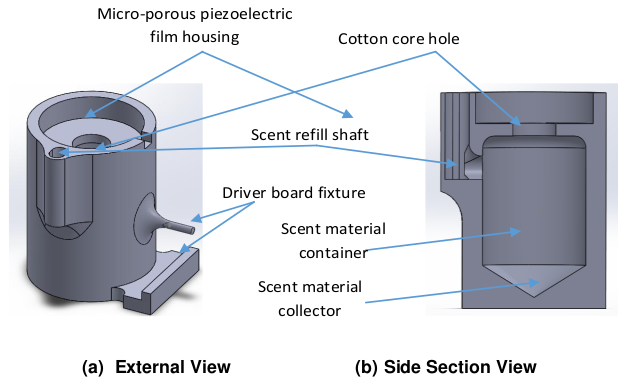 Micro-porous piezoelectric
film housing
Cotton core hole
Scent refill shaft
Driver board fixture
Scent material
container
Scent material
collector
(a) External View
(b) Side Section View